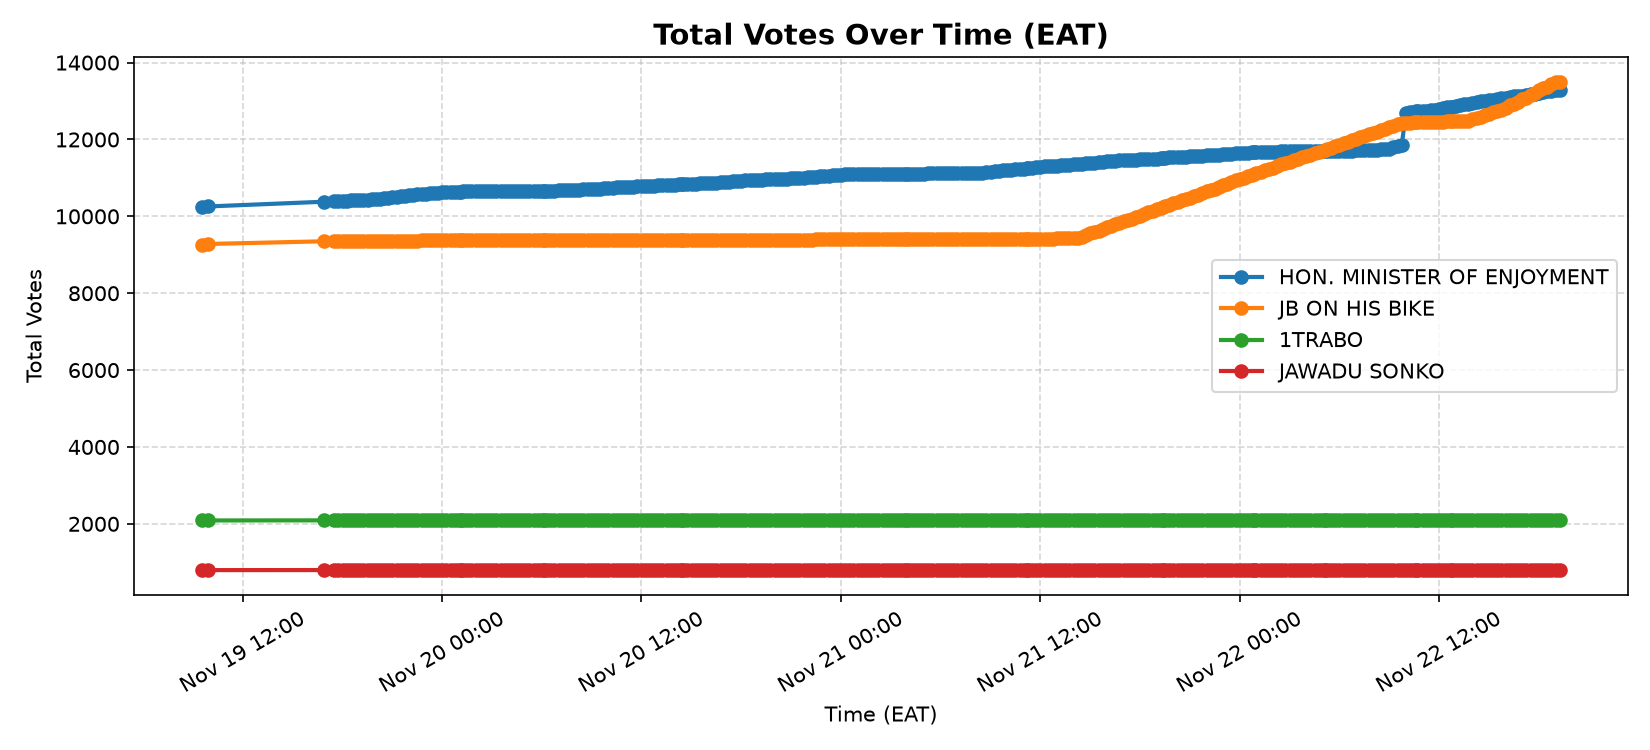 Total Votes Over Time (EAT)
14000
12000
10000
8000
6000
4000
2000
Total Votes
HON. MINISTER OF ENJOYMENT
JB ON HIS BIKE
1TRABO
JAWADU SONKO
Nov 19 12:00
Nov 20 00:00
Nov 20 12:00
Nov 21 00:00
Nov 21 12:00
Nov 22 00:00
Nov 22 12:00
Time (EAT)